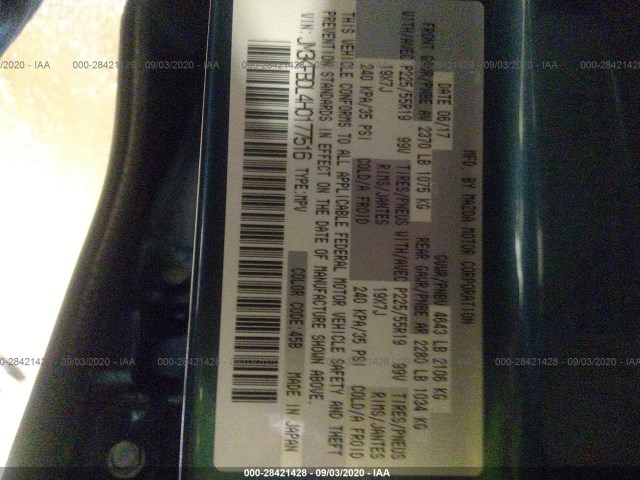 MFD. BY MAZDA MOTOR CORPORATION
DATE 06/17 GVWR/PNBV 4643 LB 2106 KG
FRONT GAWR/PNBE AV 2370 LB 1075 KG REAR GAWR/PNBE AR 2280 LB 1034 KG
WITH/AVEC P225/55R19 99V TIRES/PNEUS WITH/AVEC P225/55R19 99V TIRES/PNEUS
19X7J RIMS/JANTES 19X7J RIMS/JANTES
240 KPA/35 PSI COLD/A FROID 240 KPA/35 PSI COLD/A FROID
THIS VEHICLE CONFORMS TO ALL APPLICABLE FEDERAL MOTOR VEHICLE SAFETY AND THEFT
PREVENTION STANDARDS IN EFFECT ON THE DATE OF MANUFACTURE SHOWN ABOVE.
VIN: JM3KFBDL4H0177516 TYPE:MPV COLOR CODE:45B MADE IN JAPAN
000-28421428 - 09/03/2020 - IAA